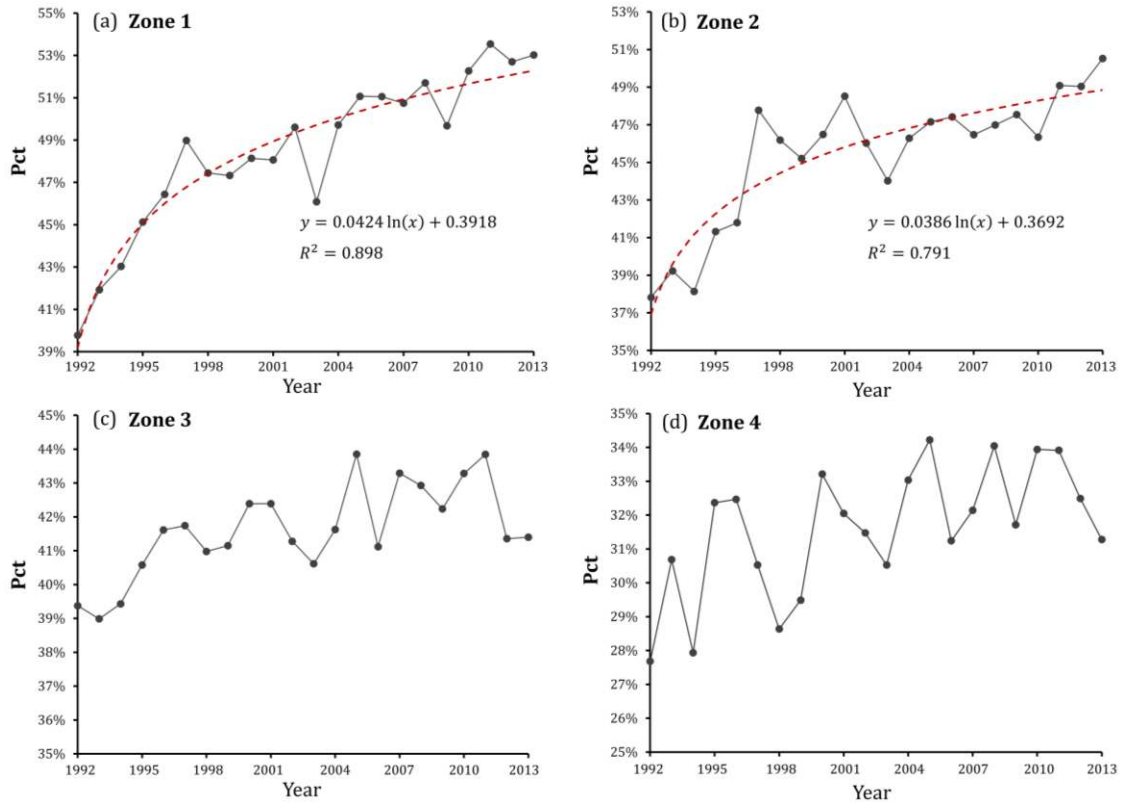 (a) Zone 1
55%
53%
51%
49%
47%
45%
43%
41%
39%
Pct
y = 0.0424 ln(x) + 0.3918
R² = 0.898
1992 1995 1998 2001 2004 2007 2010 2013
Year
(b) Zone 2
53%
51%
49%
47%
45%
43%
41%
39%
37%
35%
Pct
y = 0.0386 ln(x) + 0.3692
R² = 0.791
1992 1995 1998 2001 2004 2007 2010 2013
Year
(c) Zone 3
45%
44%
43%
42%
41%
40%
39%
38%
37%
36%
35%
Pct
1992 1995 1998 2001 2004 2007 2010 2013
Year
(d) Zone 4
35%
34%
33%
32%
31%
30%
29%
28%
27%
26%
25%
Pct
1992 1995 1998 2001 2004 2007 2010 2013
Year